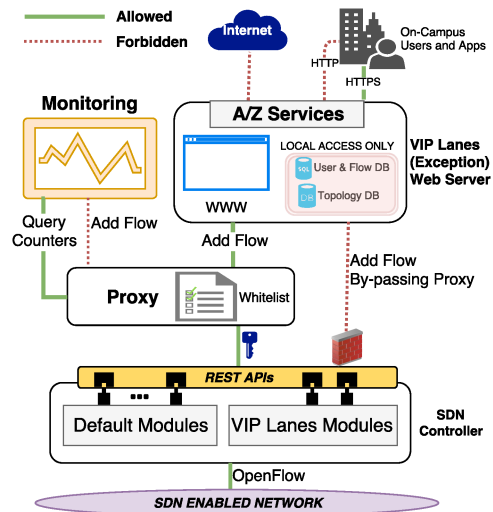 Allowed
Forbidden
Internet
On-Campus
Users and Apps
HTTP
HTTPS
Monitoring
A/Z Services
LOCAL ACCESS ONLY
SQL
User & Flow DB
DB
Topology DB
WWW
VIP Lanes
(Exception)
Web Server
Query
Counters
Add Flow
Add Flow
Add Flow
By-passing Proxy
Proxy
Whitelist
REST APIs
...
Default Modules
VIP Lanes Modules
SDN
Controller
OpenFlow
SDN ENABLED NETWORK